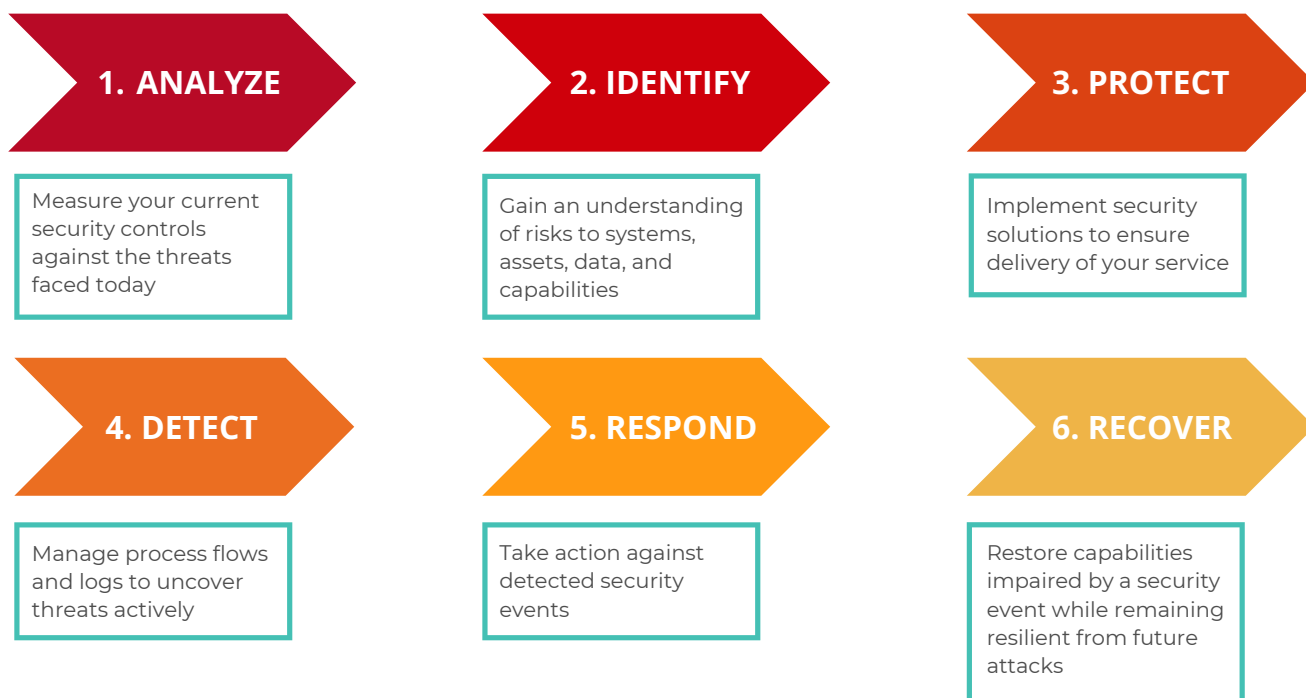 1. ANALYZE
Measure your current
security controls
against the threats
faced today
2. IDENTIFY
Gain an understanding
of risks to systems,
assets, data, and
capabilities
3. PROTECT
Implement security
solutions to ensure
delivery of your service
4. DETECT
Manage process flows
and logs to uncover
threats actively
5. RESPOND
Take action against
detected security
events
6. RECOVER
Restore capabilities
impaired by a security
event while remaining
resilient from future
attacks